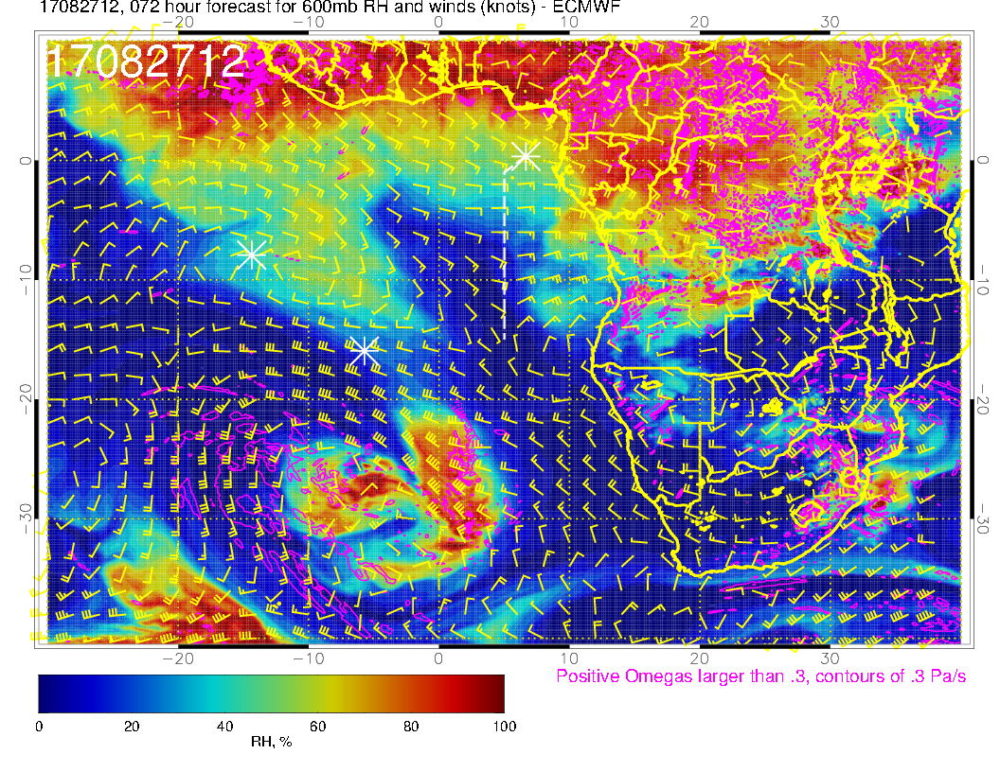 17082712, 072 hour forecast for 600mb RH and winds (knots) - ECMWF
-20 -10 0 10 20 30
17082712
0 0
-10 -10
-20 -20
-30 -30
-20 -10 0 10 20 30
Positive Omegas larger than .3, contours of .3 Pa/s
0 20 40 60 80 100
RH, %